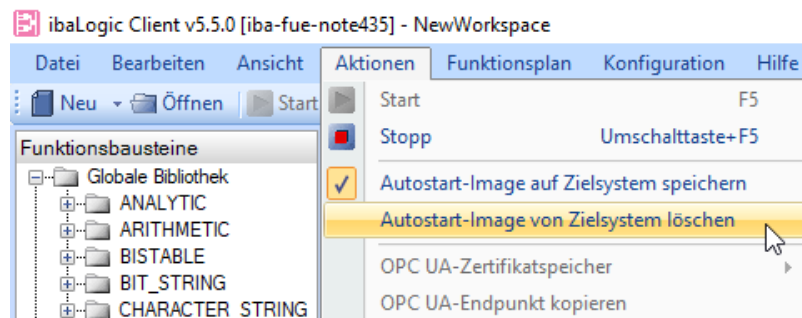 ibaLogic Client v5.5.0 [iba-fue-note435] - NewWorkspace
Datei Bearbeiten Ansicht Aktionen Funktionsplan Konfiguration Hilfe
Neu Öffnen Start
Start F5
Stopp Umschalttaste+F5
Funktionsbausteine
Globale Bibliothek
Autostart-Image auf Zielsystem speichern
ANALYTIC
Autostart-Image von Zielsystem löschen
ARITHMETIC
BISTABLE
OPC UA-Zertifikatspeicher
BIT_STRING
OPC UA-Endpunkt kopieren
CHARACTER_STRING